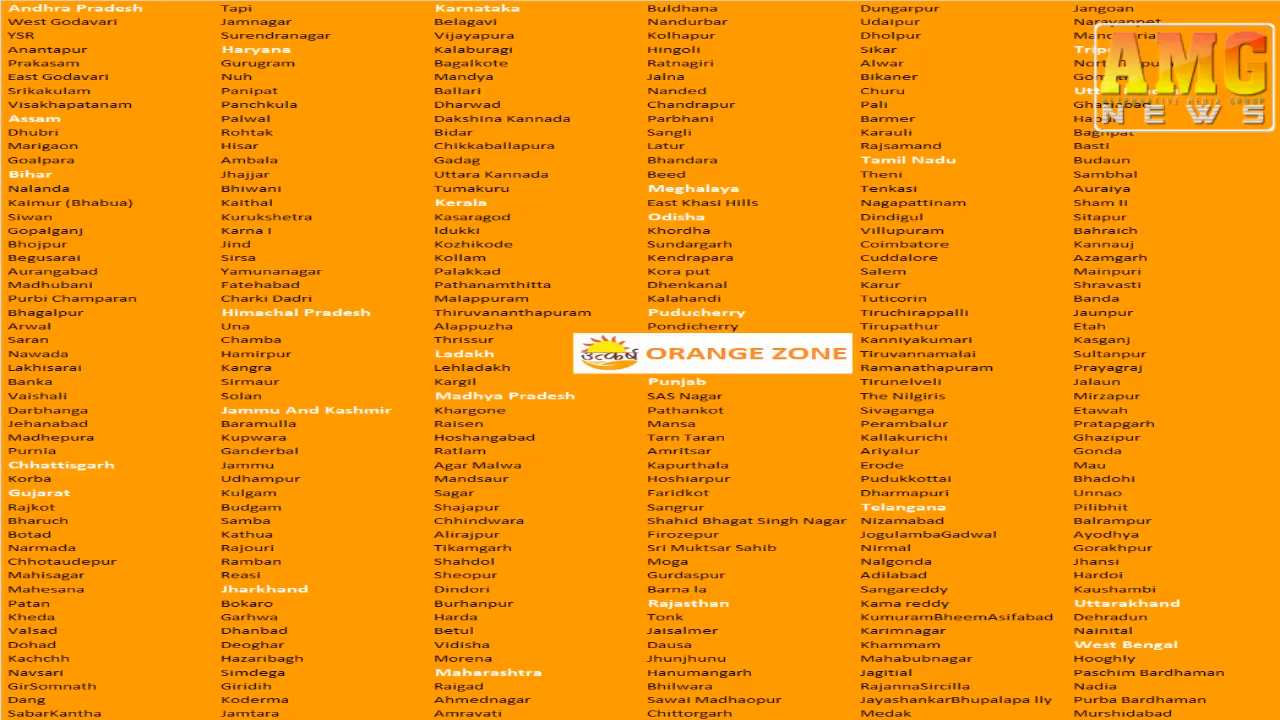 Andhra Pradesh
West Godavari
YSR
Anantapur
Prakasam
East Godavari
Srikakulam
Visakhapatanam
Assam
Dhubri
Marigaon
Goalpara
Bihar
Nalanda
Kaimur (Bhabua)
Siwan
Gopalganj
Bhojpur
Begusarai
Aurangabad
Madhubani
Purbi Champaran
Bhagalpur
Arwal
Saran
Nawada
Lakhisarai
Banka
Vaishali
Darbhanga
Jehanabad
Madhepura
Purnia
Chhattisgarh
Korba
Gujarat
Rajkot
Bharuch
Botad
Narmada
Chhotaudepur
Mahisagar
Mahesana
Patan
Kheda
Valsad
Dohad
Kachchh
Navsari
GirSomnath
Dang
SabarKantha
Tapi
Jamnagar
Surendranagar
Haryana
Gurugram
Nuh
Panipat
Panchkula
Palwal
Rohtak
Hisar
Ambala
Jhajjar
Bhiwani
Kaithal
Kurukshetra
Karna l
Jind
Sirsa
Yamunanagar
Fatehabad
Charki Dadri
Himachal Pradesh
Una
Chamba
Hamirpur
Kangra
Sirmaur
Solan
Jammu And Kashmir
Baramulla
Kupwara
Ganderbal
Jammu
Udhampur
Kulgam
Budgam
Samba
Kathua
Rajouri
Ramban
Reasi
Jharkhand
Bokaro
Garhwa
Dhanbad
Deoghar
Hazaribagh
Simdega
Giridih
Koderma
Jamtara
Karnataka
Belagavi
Vijayapura
Kalaburagi
Bagalkote
Mandya
Ballari
Dharwad
Dakshina Kannada
Bidar
Chikkaballapura
Gadag
Uttara Kannada
Tumakuru
Kerala
Kasaragod
Idukki
Kozhikode
Kollam
Palakkad
Pathanamthitta
Malappuram
Thiruvananthapuram
Alappuzha
Thrissur
Ladakh
Lehladakh
Kargil
Madhya Pradesh
Khargone
Raisen
Hoshangabad
Ratlam
Agar Malwa
Mandsaur
Sagar
Shajapur
Chhindwara
Alirajpur
Tikamgarh
Shahdol
Sheopur
Dindori
Burhanpur
Harda
Betul
Vidisha
Morena
Maharashtra
Raigad
Ahmednagar
Amravati
Buldhana
Nandurbar
Kolhapur
Hingoli
Ratnagiri
Jalna
Nanded
Chandrapur
Parbhani
Sangli
Latur
Bhandara
Beed
Meghalaya
East Khasi Hills
Odisha
Khordha
Sundargarh
Kendrapara
Kora put
Dhenkanal
Kalahandi
Puducherry
Pondicherry
ORANGE ZONE
Punjab
SAS Nagar
Pathankot
Mansa
Tarn Taran
Amritsar
Kapurthala
Hoshiarpur
Faridkot
Sangrur
Shahid Bhagat Singh Nagar
Firozepur
Sri Muktsar Sahib
Moga
Gurdaspur
Barna la
Rajasthan
Tonk
Jaisalmer
Dausa
Jhunjhunu
Hanumangarh
Bhilwara
Sawai Madhaopur
Chittorgarh
Dungarpur
Udaipur
Dholpur
Sikar
Alwar
Bikaner
Churu
Pali
Barmer
Karauli
Rajsamand
Tamil Nadu
Theni
Tenkasi
Nagapattinam
Dindigul
Villupuram
Coimbatore
Cuddalore
Salem
Karur
Tuticorin
Tiruchirappalli
Tirupathur
Kanniyakumari
Tiruvannamalai
Ramanathapuram
Tirunelveli
The Nilgiris
Sivaganga
Perambalur
Kallakurichi
Ariyalur
Erode
Pudukkottai
Dharmapuri
Telangana
Nizamabad
JogulambaGadwal
Nirmal
Nalgonda
Adilabad
Sangareddy
Kama reddy
KumuramBheemAsifabad
Karimnagar
Khammam
Mahabubnagar
Jagitial
RajannaSircilla
JayashankarBhupalapa lly
Medak
Jangoan
Narayanpet
AMG
NEWS
Baghpat
Basti
Budaun
Sambhal
Auraiya
Sham li
Sitapur
Bahraich
Kannauj
Azamgarh
Mainpuri
Shravasti
Banda
Jaunpur
Etah
Kasganj
Sultanpur
Prayagraj
Jalaun
Mirzapur
Etawah
Pratapgarh
Ghazipur
Gonda
Mau
Bhadohi
Unnao
Pilibhit
Balrampur
Ayodhya
Gorakhpur
Jhansi
Hardoi
Kaushambi
Uttarakhand
Dehradun
Nainital
West Bengal
Hooghly
Paschim Bardhaman
Nadia
Purba Bardhaman
Murshidabad